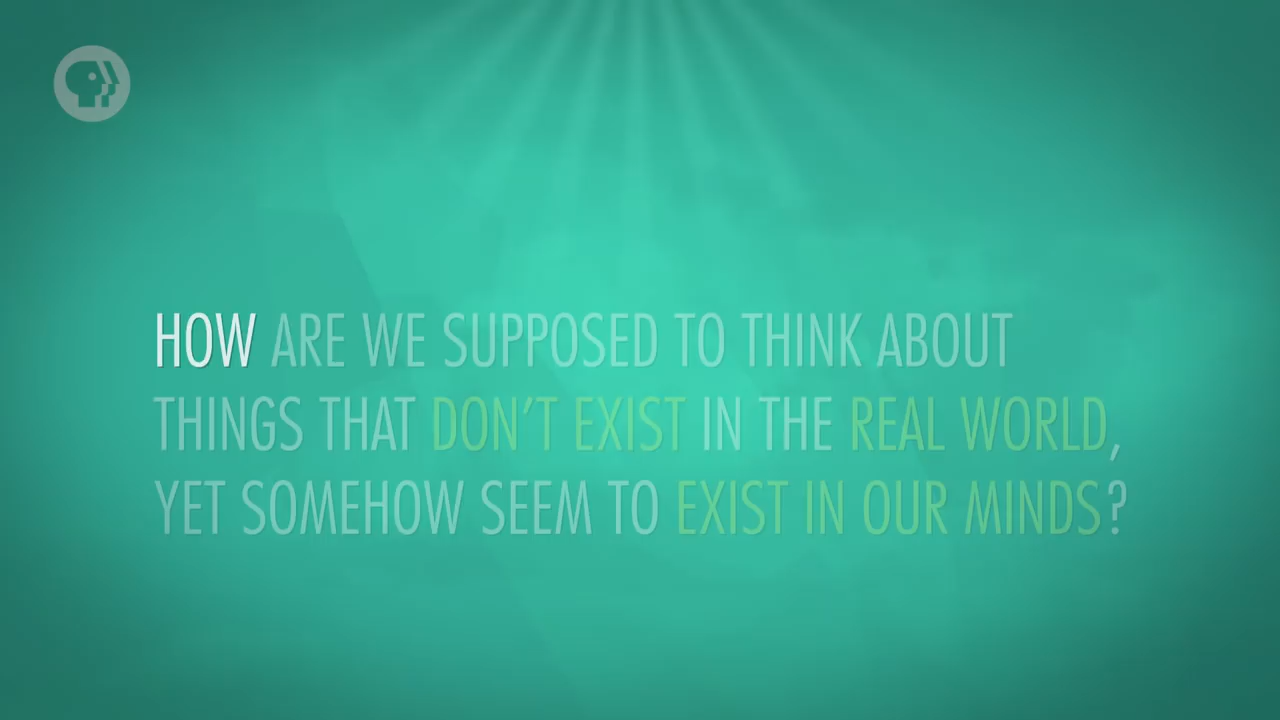 HOW ARE WE SUPPOSED TO THINK ABOUT
THINGS THAT DON'T EXIST IN THE REAL WORLD,
YET SOMEHOW SEEM TO EXIST IN OUR MINDS?